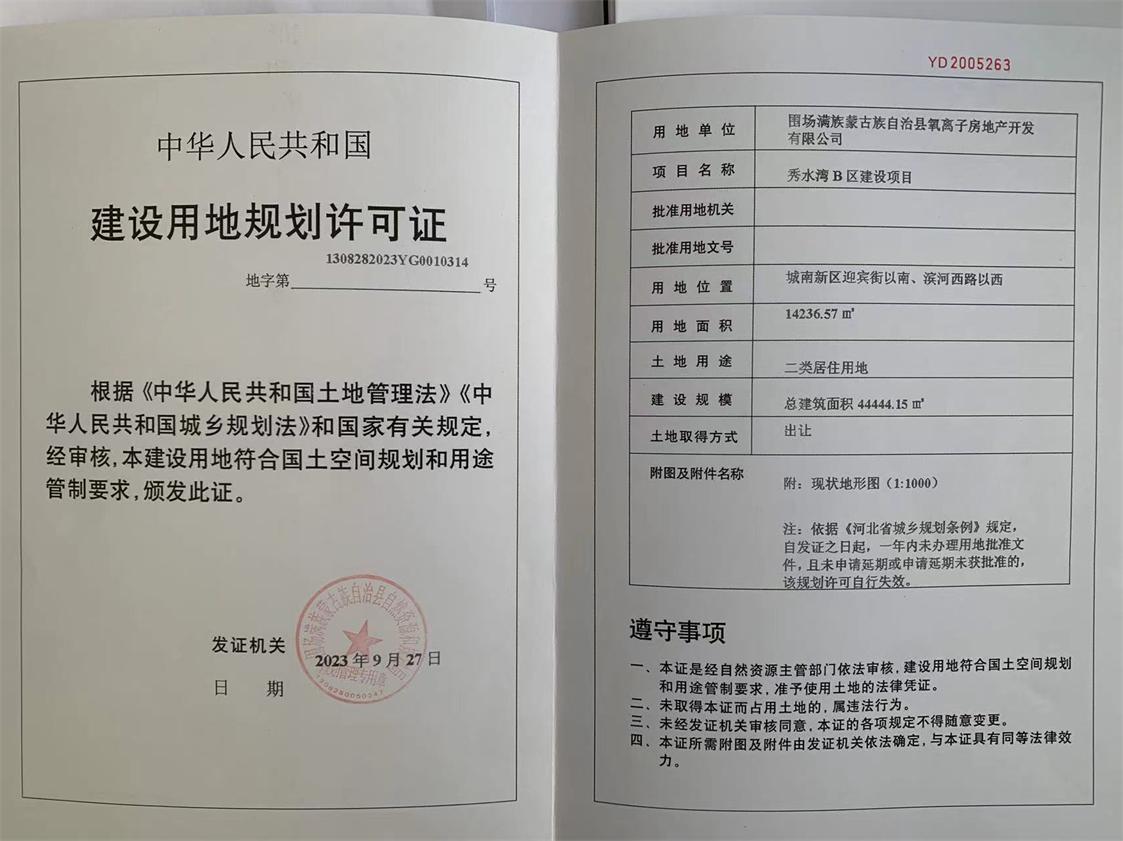 中华人民共和国
建设用地规划许可证
1308282023YG0010314
地字第 号
根据《中华人民共和国土地管理法》《中
华人民共和国城乡规划法》和国家有关规定,
经审核,本建设用地符合国土空间规划和用途
管制要求,颁发此证。
发证机关
2023年9月27日
日 期
YD2005263
用地单位 围场满族蒙古族自治县氧离子房地产开发
有限公司
项目名称 秀水湾B区建设项目
批准用地机关
批准用地文号
用地位置 城南新区迎宾街以南、滨河西路以西
用地面积 14236.57㎡
土地用途 二类居住用地
建设规模 总建筑面积44444.15㎡
土地取得方式 出让
附图及附件名称
附：现状地形图（1:1000）
注：依据《河北省城乡规划条例》规定，
自发证之日起，一年内未办理用地批准文
件，且未申请延期或申请延期未获批准的，
该规划许可自行失效。
遵守事项
一、本证是经自然资源主管部门依法审核,建设用地符合国土空间规划
和用途管制要求,准予使用土地的法律凭证。
二、未取得本证而占用土地的,属违法行为。
三、未经发证机关审核同意,本证的各项规定不得随意变更。
四、本证所需附图及附件由发证机关依法确定,与本证具有同等法律效
力。